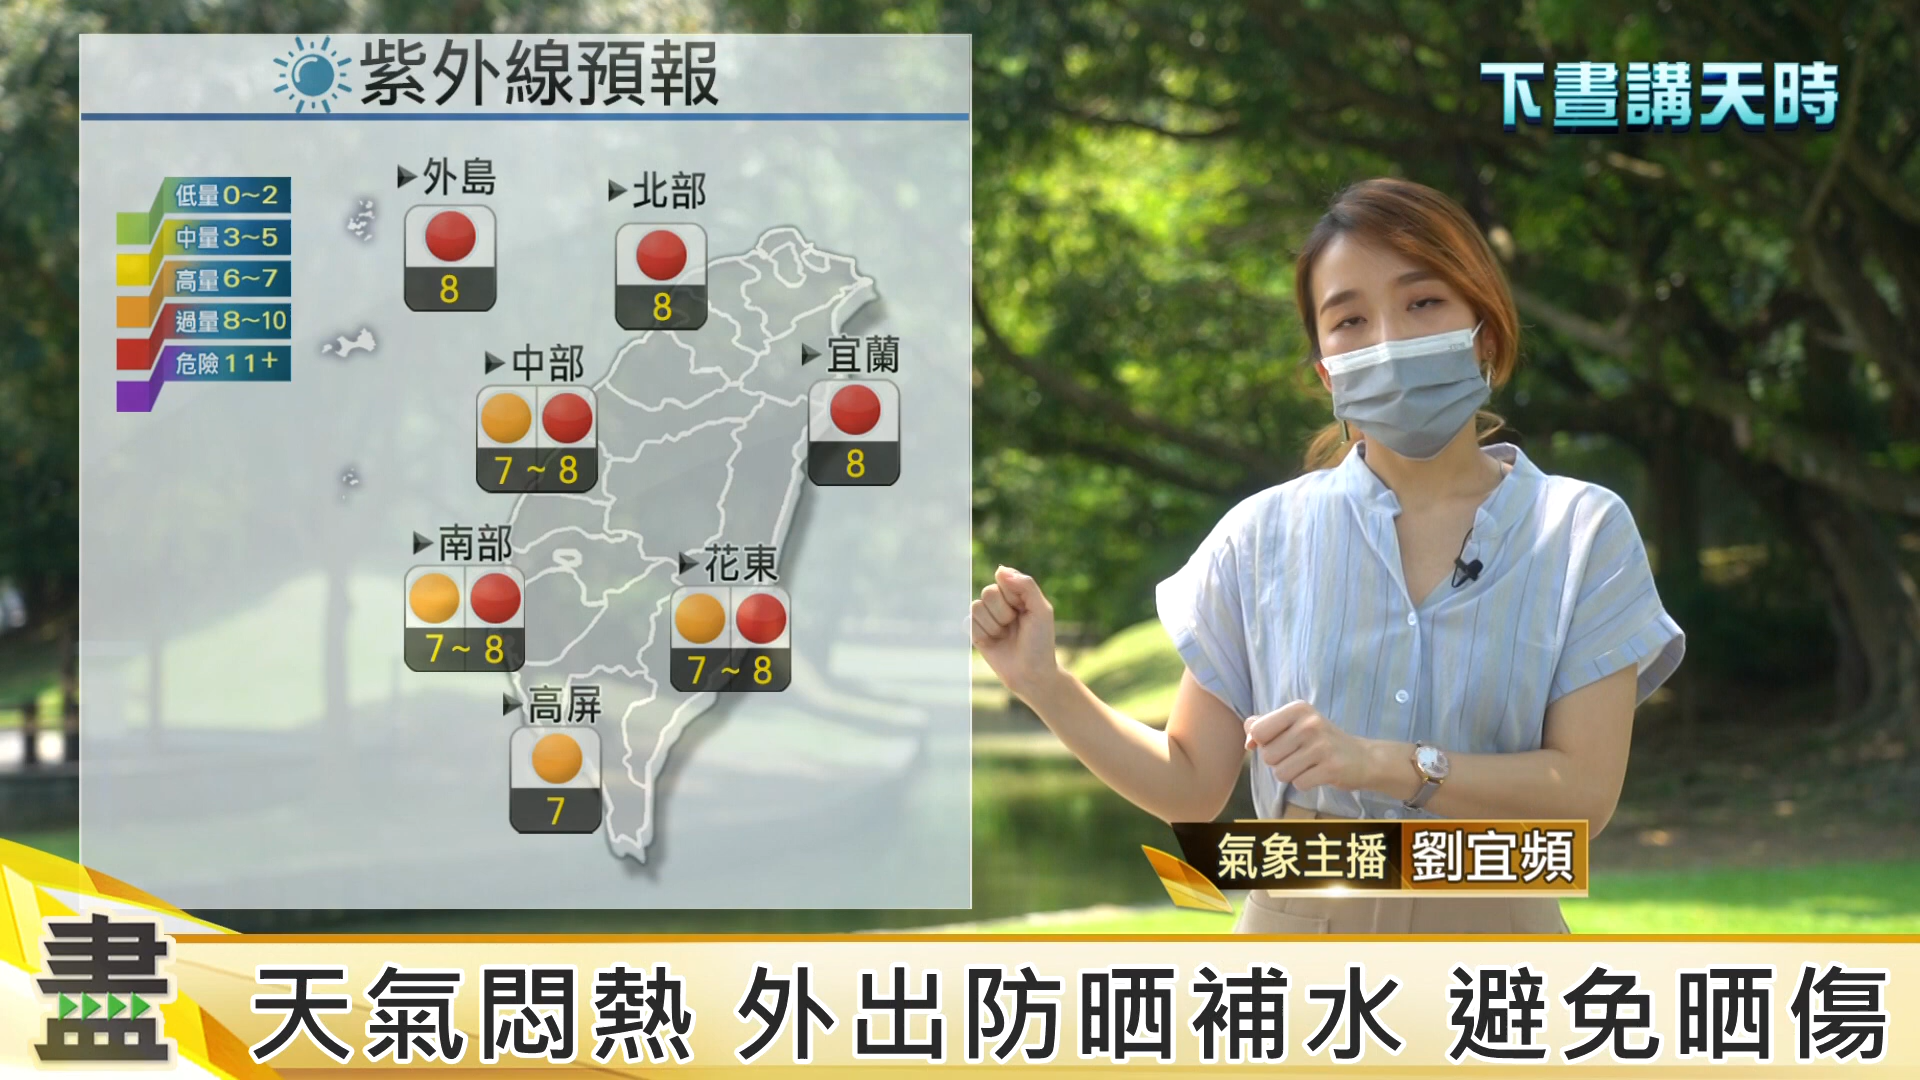 紫外線預報
下晝講天時
低量 0~2
中量 3~5
高量 6~7
過量 8~10
危險 11+
外島
8
北部
8
中部
7 ~ 8
宜蘭
8
南部
7 ~ 8
花東
7 ~ 8
高屏
7
氣象主播 劉宜頻
晝
天氣悶熱 外出防晒補水 避免晒傷